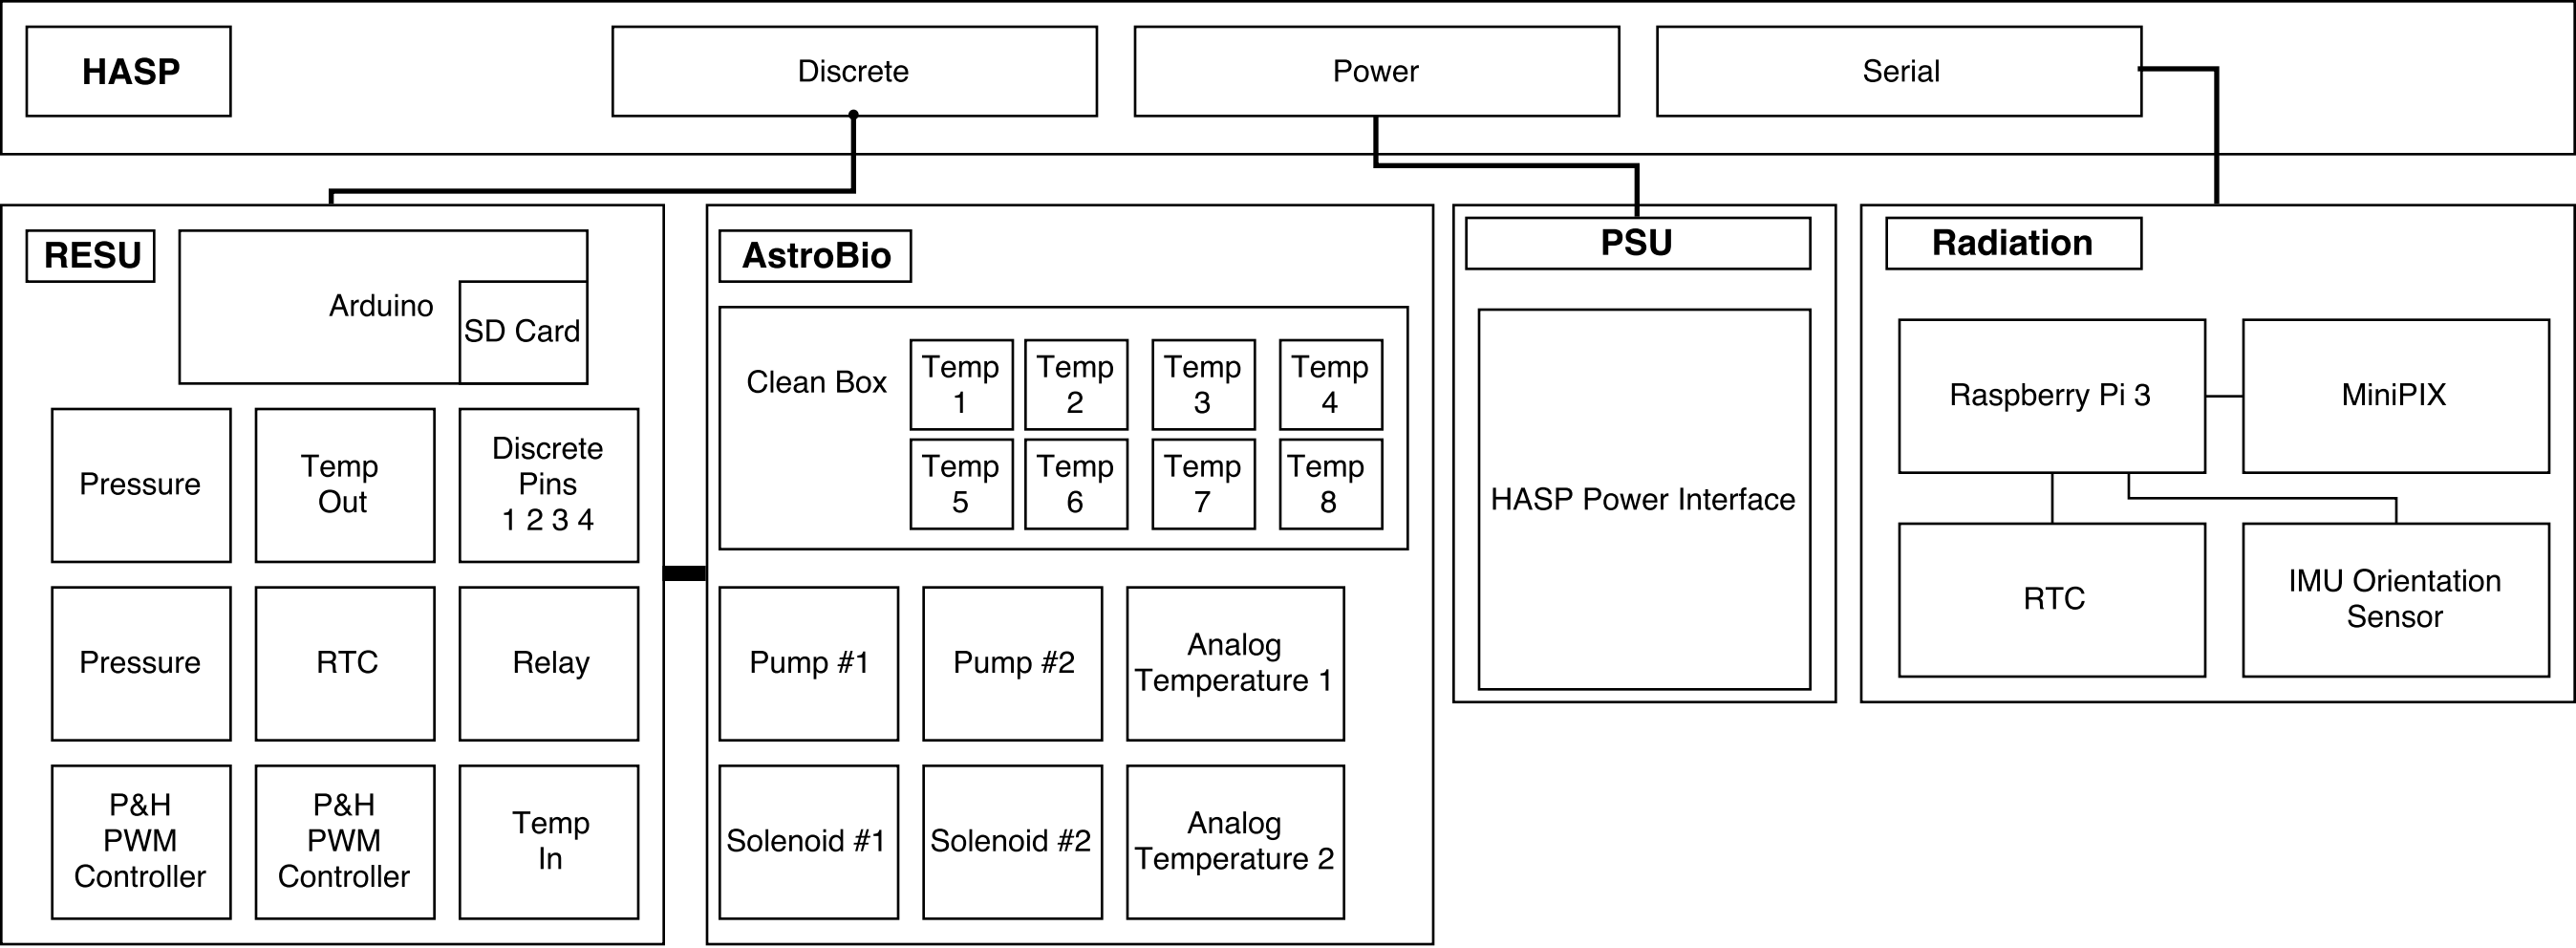 HASP
Discrete
Power
Serial
RESU
Arduino
SD Card
Pressure
Temp
Out
Discrete
Pins
1 2 3 4
Pressure
RTC
Relay
P&H
PWM
Controller
P&H
PWM
Controller
Temp
In
AstroBio
Clean Box
Temp
1
Temp
2
Temp
3
Temp
4
Temp
5
Temp
6
Temp
7
Temp
8
Pump #1
Pump #2
Analog
Temperature 1
Solenoid #1
Solenoid #2
Analog
Temperature 2
PSU
HASP Power Interface
Radiation
Raspberry Pi 3
MiniPIX
RTC
IMU Orientation
Sensor